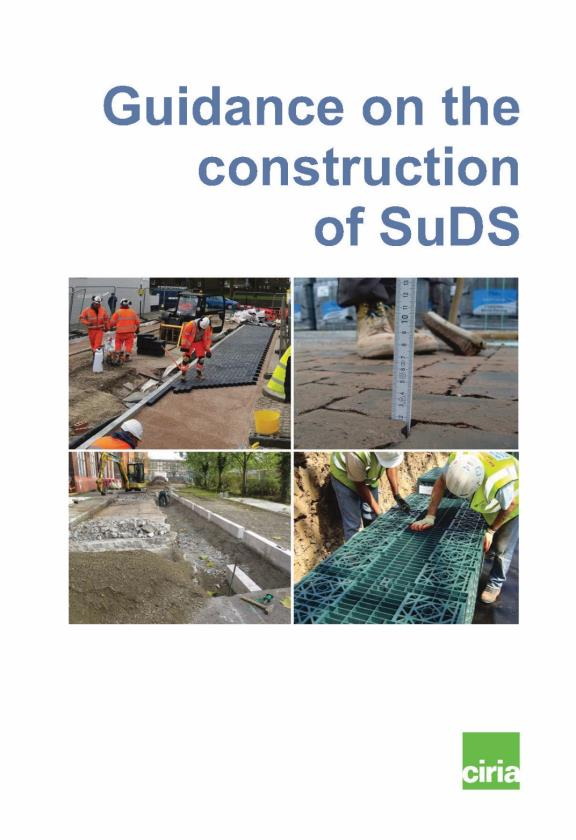 Guidance on the
construction
of SuDS
ciria